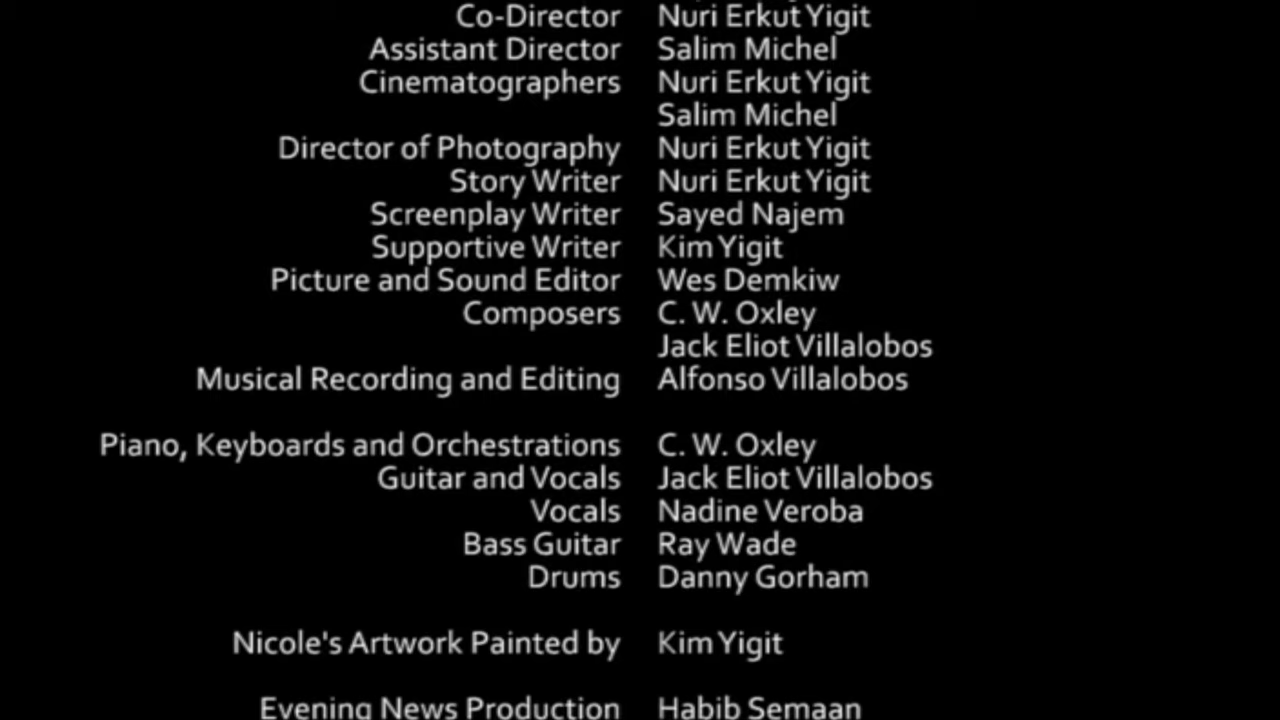 Co-Director Nuri Erkut Yigit
Assistant Director Salim Michel
Cinematographers Nuri Erkut Yigit
Salim Michel
Director of Photography Nuri Erkut Yigit
Story Writer Nuri Erkut Yigit
Screenplay Writer Sayed Najem
Supportive Writer Kim Yigit
Picture and Sound Editor Wes Demkiw
Composers C. W. Oxley
Jack Eliot Villalobos
Musical Recording and Editing Alfonso Villalobos
Piano, Keyboards and Orchestrations C. W. Oxley
Guitar and Vocals Jack Eliot Villalobos
Vocals Nadine Veroba
Bass Guitar Ray Wade
Drums Danny Gorham
Nicole's Artwork Painted by Kim Yigit
Evening News Production Habib Semaan